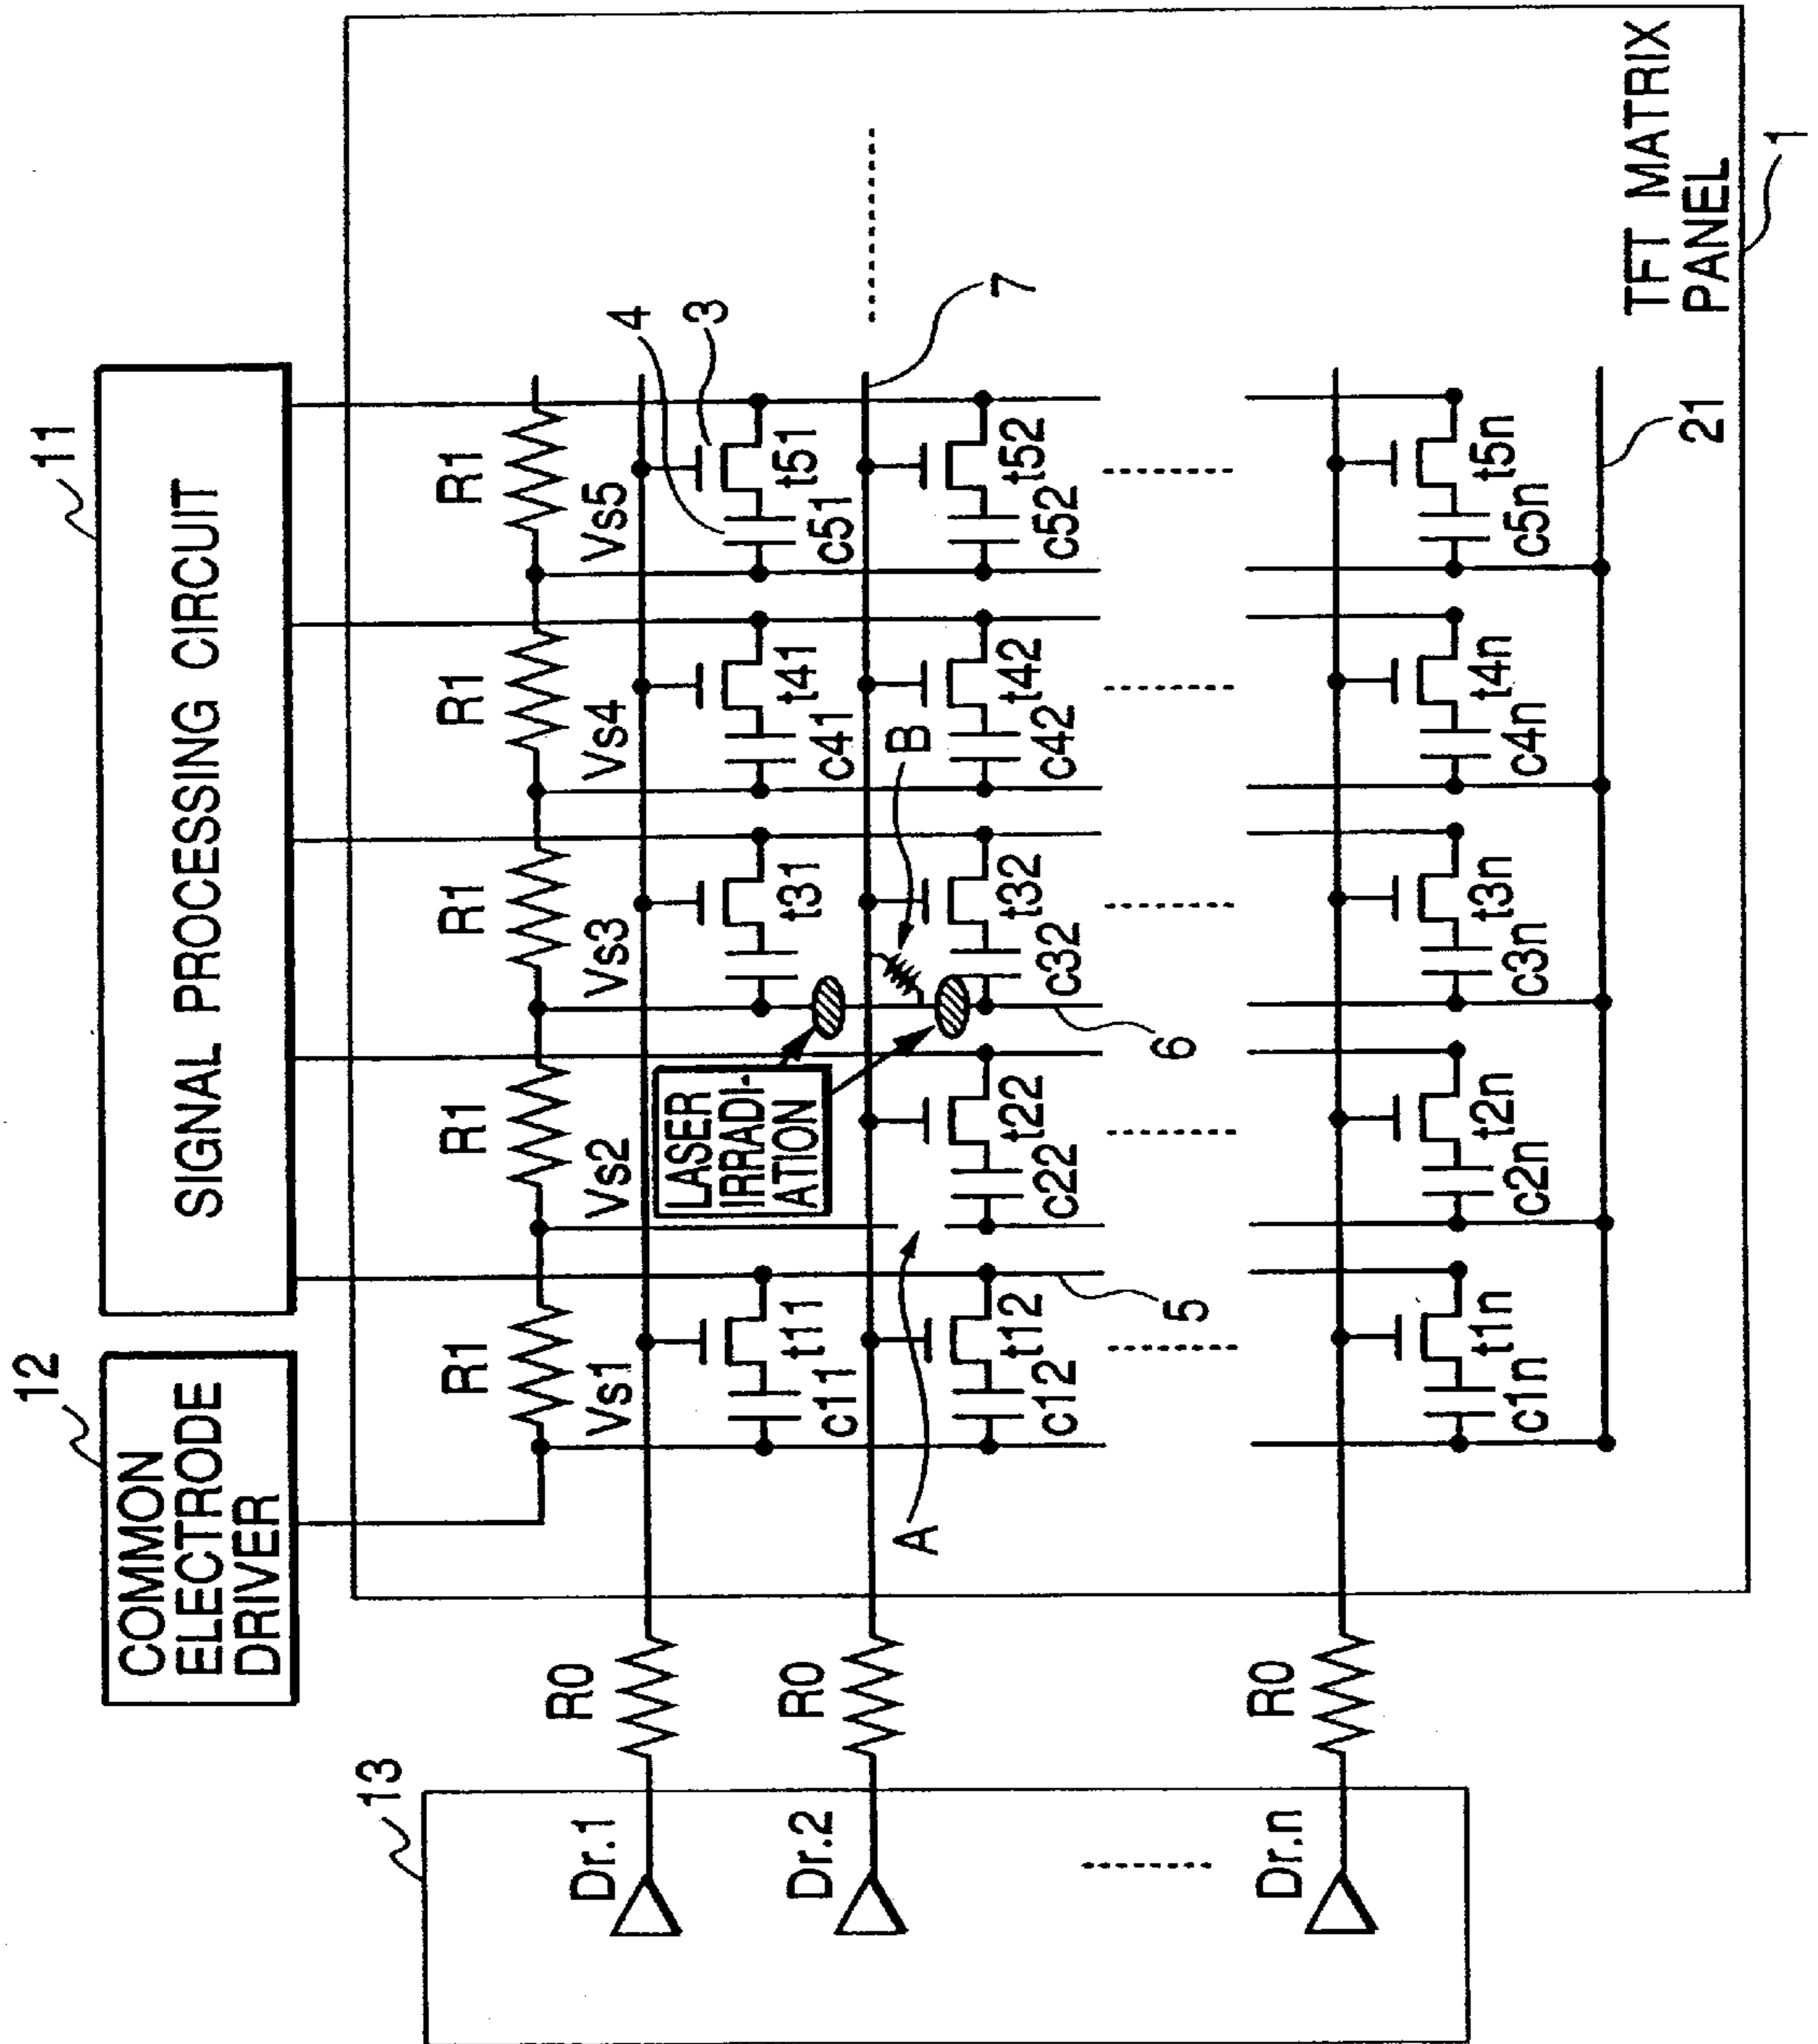 12
11
COMMON
ELECTRODE
DRIVER
SIGNAL PROCESSING CIRCUIT
13
R1
R1
R1
R1
R1
Dr.1
R0
Vs1
Vs2
Vs3
Vs4
Vs5
4
3
t11
c11
t31
t41
c41
t51
c51
LASER
IRRADI-
ATION
Dr.2
R0
A
B
7
t12
c12
t22
c22
t32
c32
t42
c42
t52
c52
5
6
Dr.n
R0
t1n
c1n
t2n
c2n
t3n
c3n
t4n
c4n
t5n
c5n
21
TFT MATRIX
PANEL
1